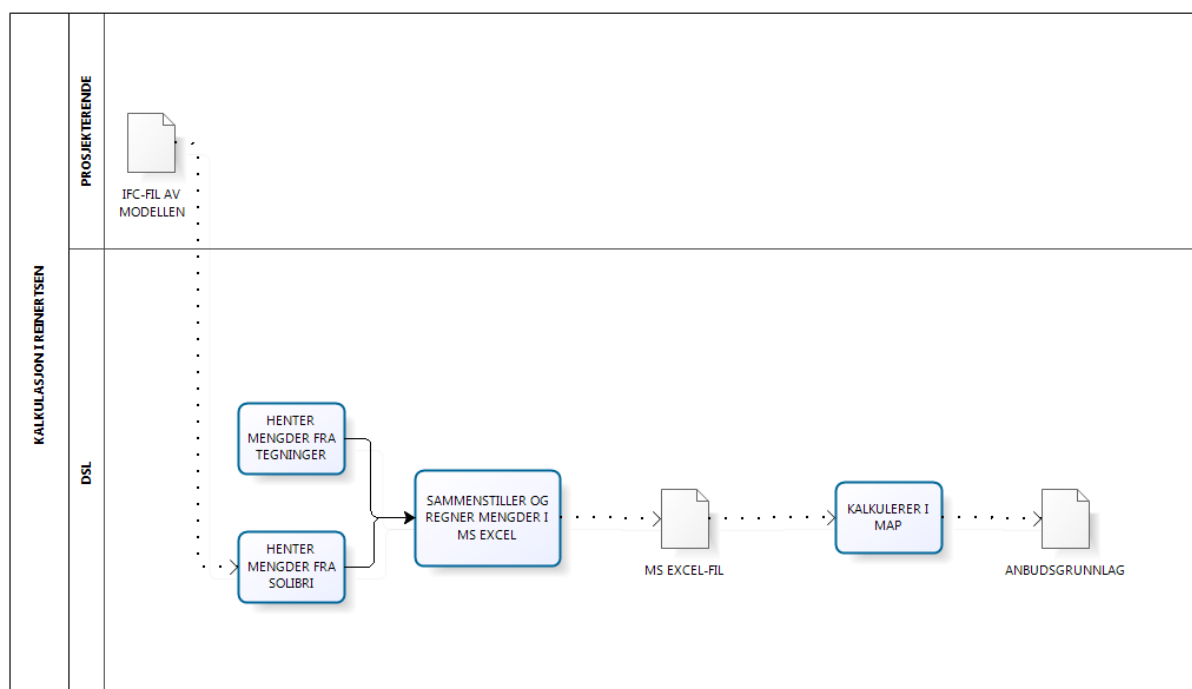 KALKULASJON I REINERTSEN
PROSJEKTERENDE
IFC-FIL AV
MODELLEN
DSL
HENTER
MENGDER FRA
TEGNINGER
HENTER
MENGDER FRA
SOLIBRI
SAMMENSTILLER OG
REGNER MENGDER I
MS EXCEL
MS EXCEL-FIL
KALKULERER I
MAP
ANBUDSGRUNNLAG